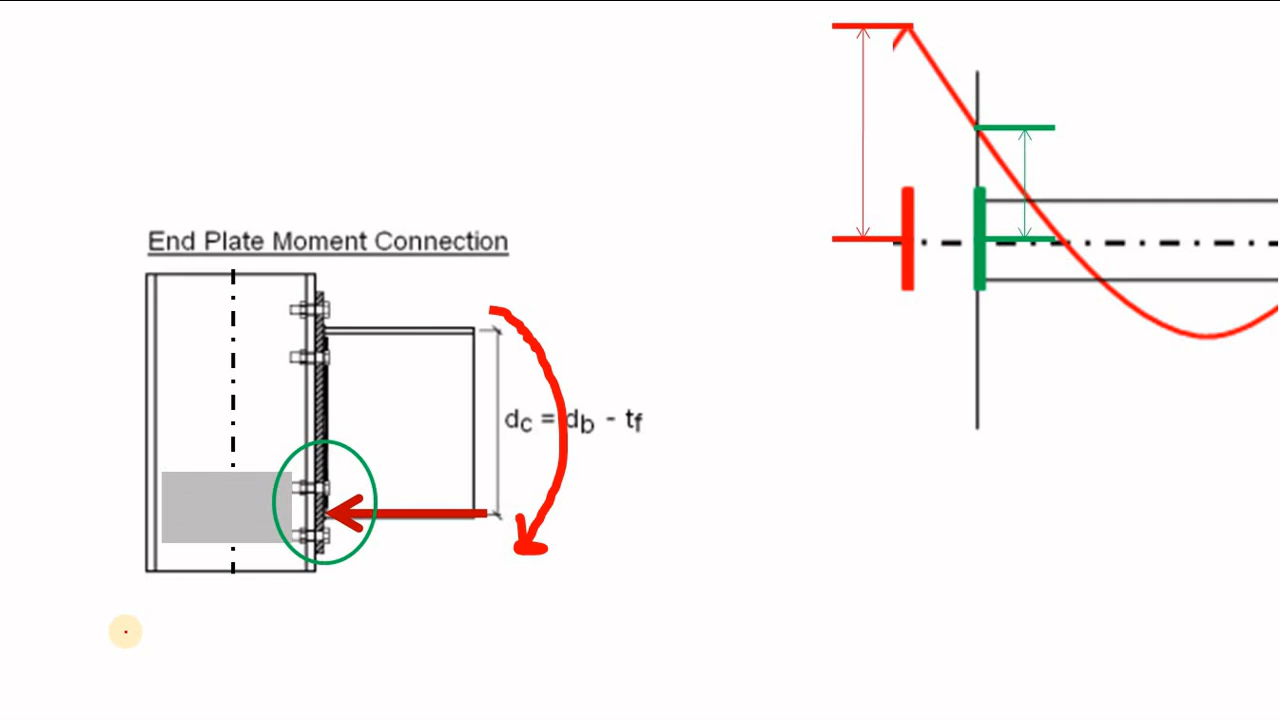 End Plate Moment Connection
dc = db - tf